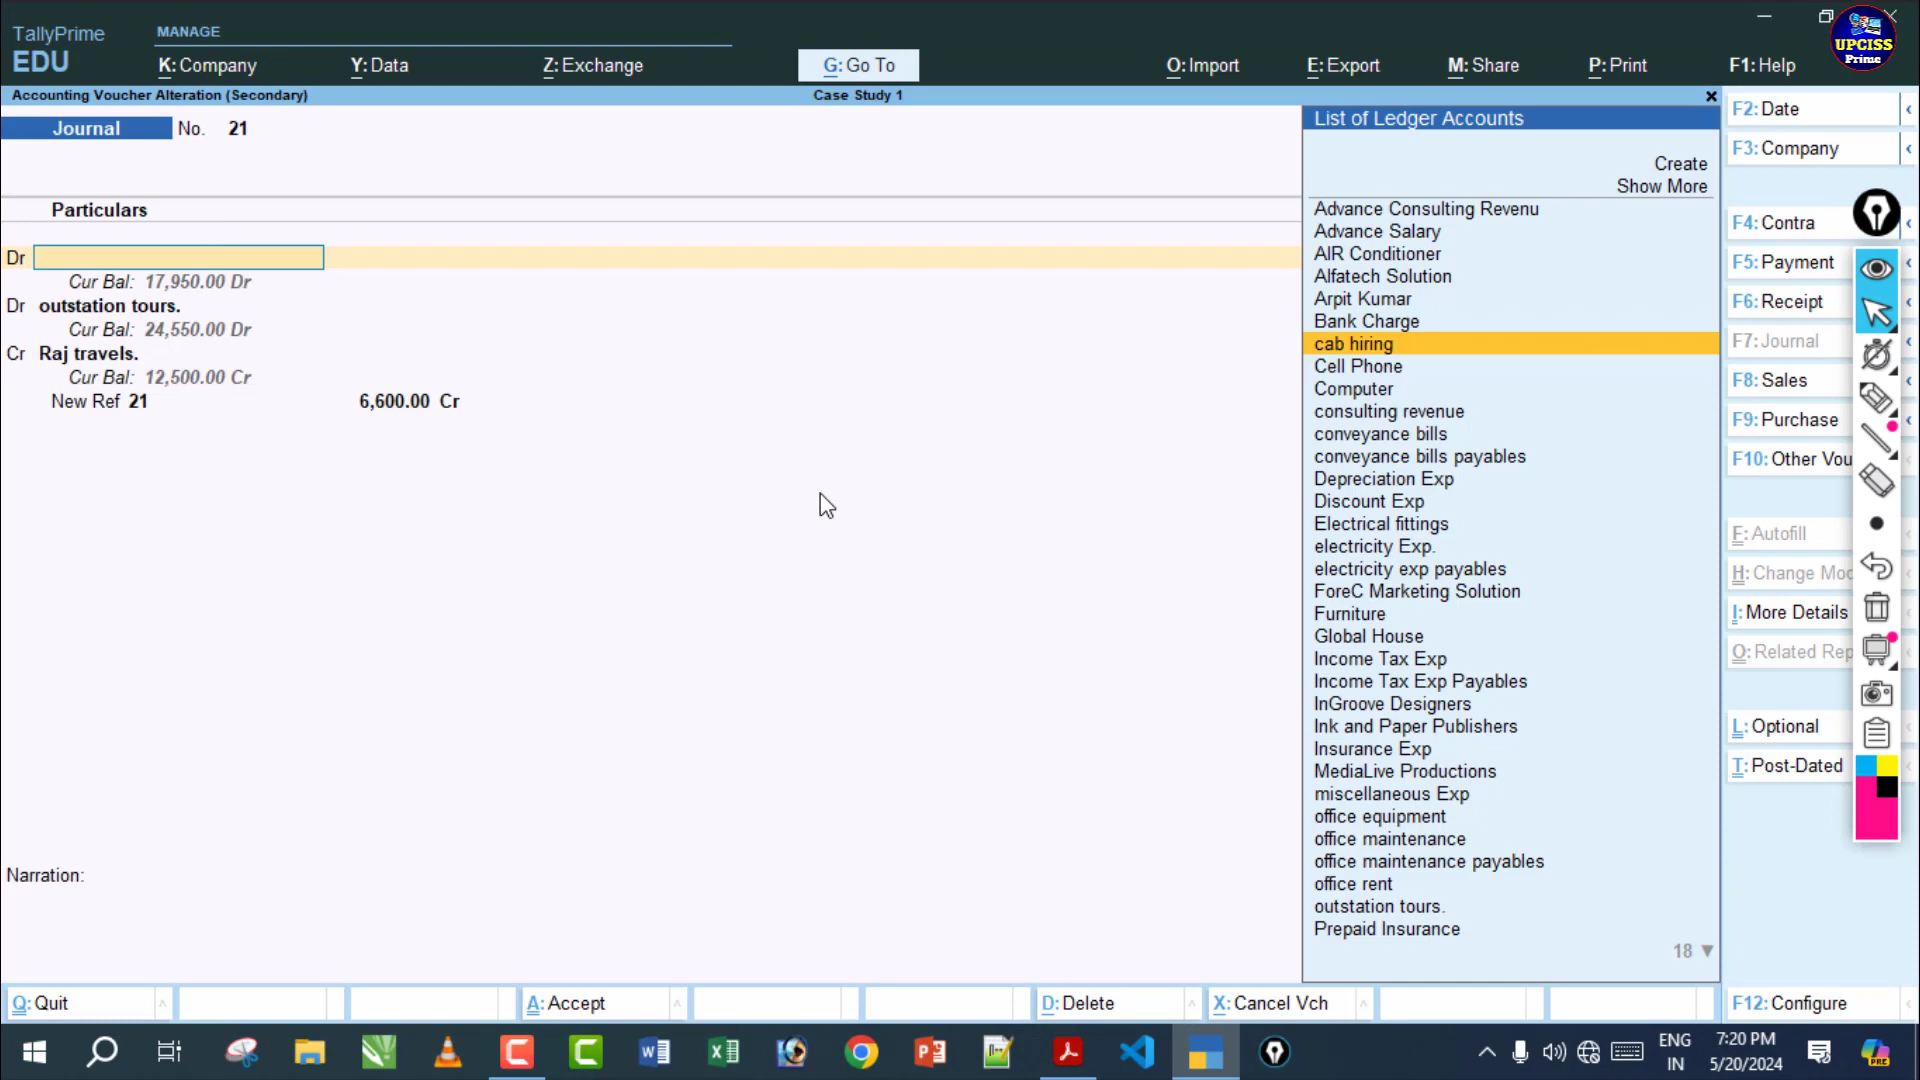 TallyPrime
EDU
MANAGE
K: Company
Y: Data
Z: Exchange
G: Go To
O: Import
E: Export
M: Share
P: Print
F1: Help
UPCISS
Prime
Accounting Voucher Alteration (Secondary)
Case Study 1
Journal No. 21
Particulars
Dr
Cur Bal: 17,950.00 Dr
Dr outstation tours.
Cur Bal: 24,550.00 Dr
Cr Raj travels.
Cur Bal: 12,500.00 Cr
New Ref 21 6,600.00 Cr
Narration:
List of Ledger Accounts
Create
Show More
Advance Consulting Revenu
Advance Salary
AIR Conditioner
Alfatech Solution
Arpit Kumar
Bank Charge
cab hiring
Cell Phone
Computer
consulting revenue
conveyance bills
conveyance bills payables
Depreciation Exp
Discount Exp
Electrical fittings
electricity Exp.
electricity exp payables
ForeC Marketing Solution
Furniture
Global House
Income Tax Exp
Income Tax Exp Payables
InGroove Designers
Ink and Paper Publishers
Insurance Exp
MediaLive Productions
miscellaneous Exp
office equipment
office maintenance
office maintenance payables
office rent
outstation tours.
Prepaid Insurance
18 ▼
F2: Date
F3: Company
F4: Contra
F5: Payment
F6: Receipt
F7: Journal
F8: Sales
F9: Purchase
F10: Other Vou
F: Autofill
H: Change Mod
I: More Details
O: Related Rep
L: Optional
T: Post-Dated
Q: Quit
A: Accept
D: Delete
X: Cancel Vch
F12: Configure
ENG
IN
7:20 PM
5/20/2024
PRE